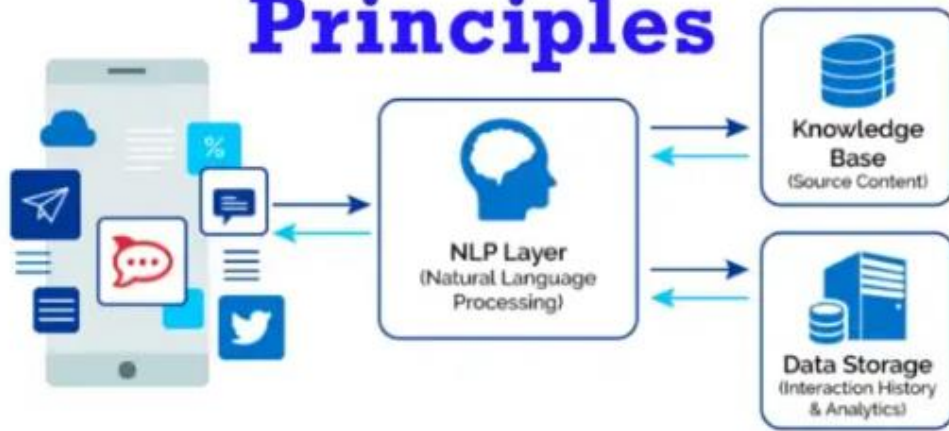 Principles
%
NLP Layer
(Natural Language
Processing)
Knowledge
Base
(Source Content)
Data Storage
(Interaction History
& Analytics)